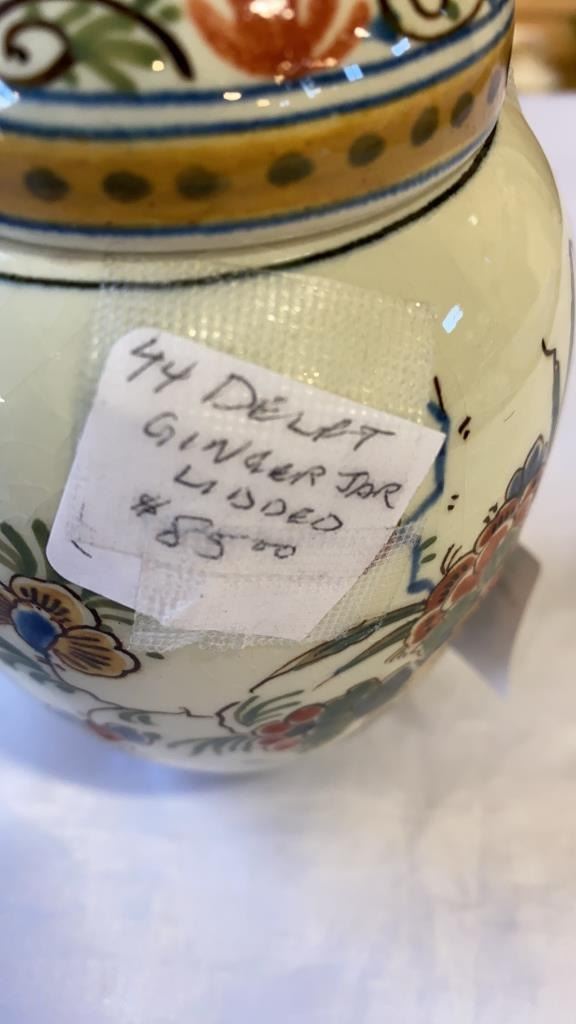 44 DELFT
GINGER JAR
LIDDED
$85.00